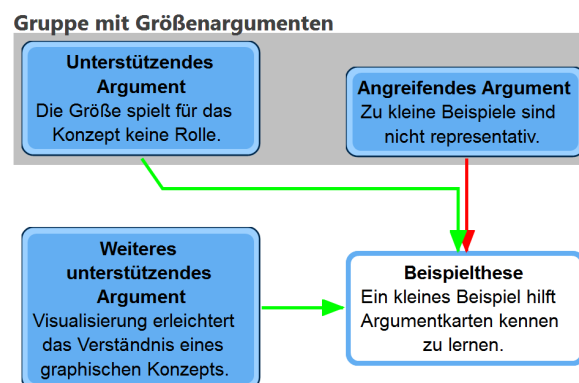 Gruppe mit Größenargumenten
Unterstützendes
Argument
Die Größe spielt für das
Konzept keine Rolle.
Angreifendes Argument
Zu kleine Beispiele sind
nicht representativ.
Weiteres
unterstützendes
Argument
Visualisierung erleichtert
das Verständnis eines
graphischen Konzepts.
Beispielthese
Ein kleines Beispiel hilft
Argumentkarten kennen
zu lernen.